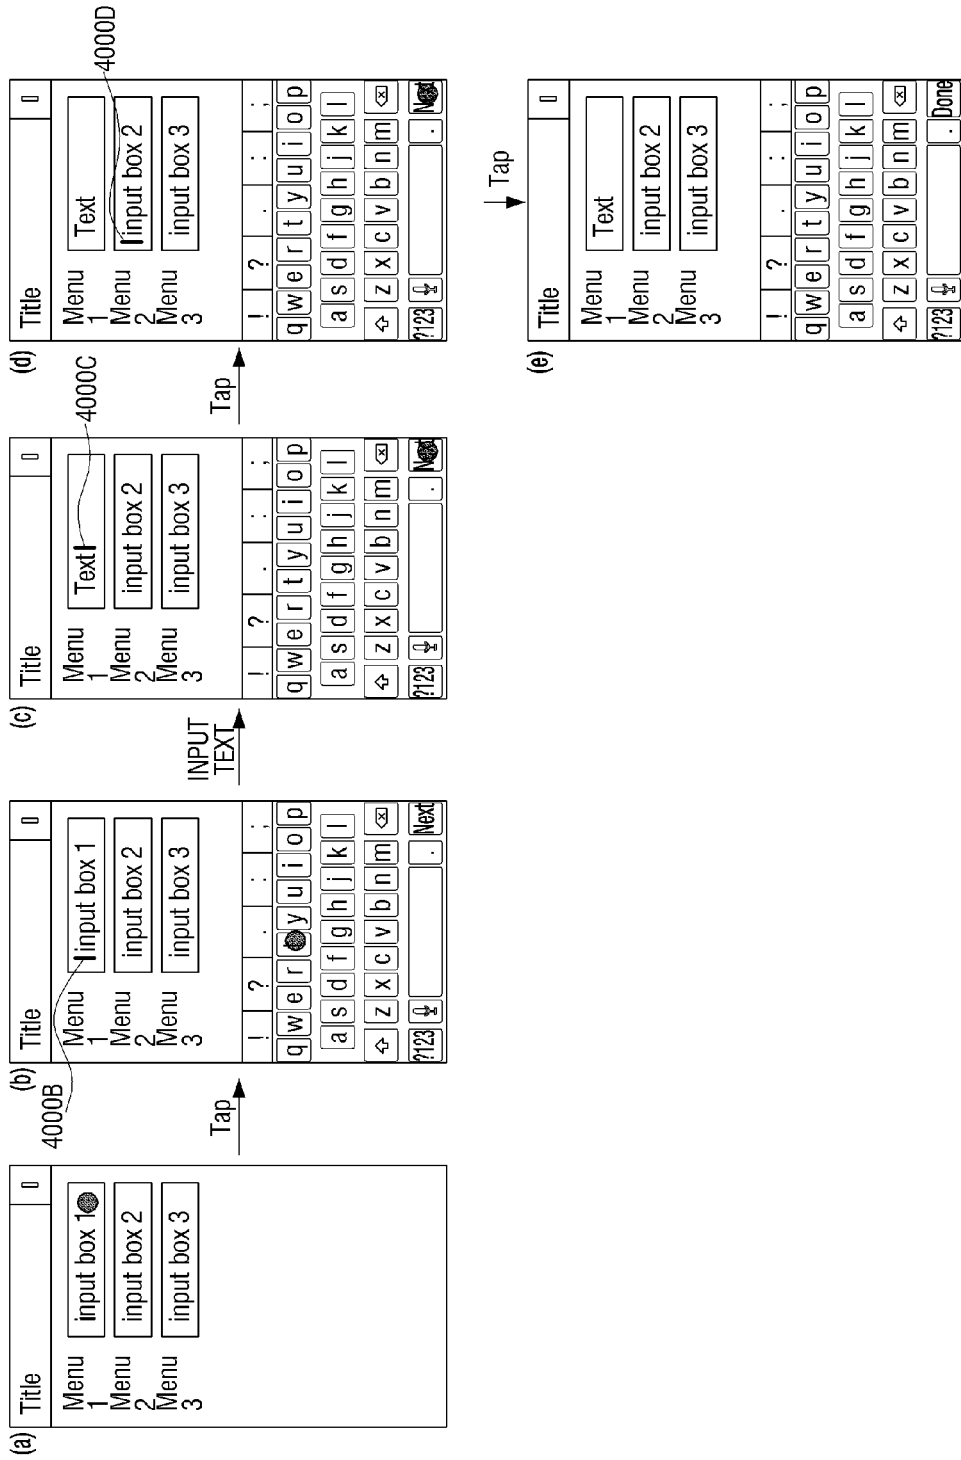 (a)
Title
Menu 1
input box 1
Menu 2
input box 2
Menu 3
input box 3
Tap
(b)
4000B
Title
Menu 1
input box 1
Menu 2
input box 2
Menu 3
input box 3
! ? . : ;
q w e r t y u i o p
a s d f g h j k l
z x c v b n m
?123 . Next
INPUT
TEXT
(c)
4000C
Title
Menu 1
Text
Menu 2
input box 2
Menu 3
input box 3
! ? . : ;
q w e r t y u i o p
a s d f g h j k l
z x c v b n m
?123 . Next
Tap
(d)
4000D
Title
Menu 1
Text
Menu 2
input box 2
Menu 3
input box 3
! ? . : ;
q w e r t y u i o p
a s d f g h j k l
z x c v b n m
?123 . Next
Tap
(e)
Title
Menu 1
Text
Menu 2
input box 2
Menu 3
input box 3
! ? . : ;
q w e r t y u i o p
a s d f g h j k l
z x c v b n m
?123 . Done